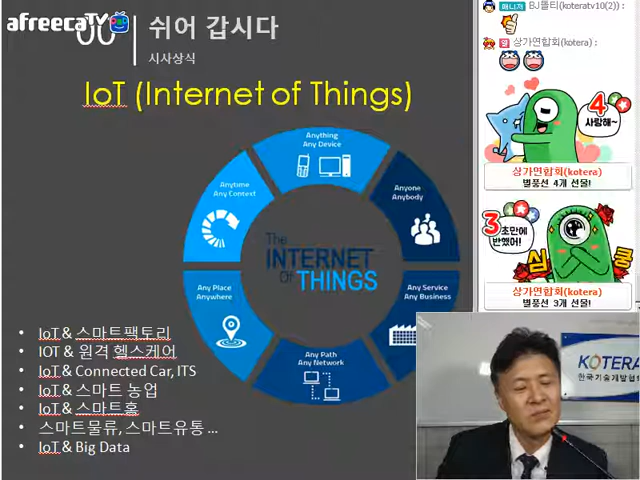 afreecaTV
쉬어 갑시다
시사상식
IoT (Internet of Things)
Anything
Any Device
Anytime
Any Context
Anyone
Anybody
The
INTERNET
OF THINGS
Any Place
Anywhere
Any Service
Any Business
Any Path
Any Network
• IoT & 스마트팩토리
• IOT & 원격 헬스케어
• IoT & Connected Car, ITS
• IoT & 스마트 농업
• IoT & 스마트홈
• 스마트물류, 스마트유통 ...
• IoT & Big Data
매니저 BJ똘티(koteratv10(2)) :
열 상가연합회(kotera) :
4
사랑해~
상가연합회(kotera)
별풍선 4개 선물!
3
초만에
반했어!
심
쿵
상가연합회(kotera)
별풍선 3개 선물!
KOTERA
한국기술개발협